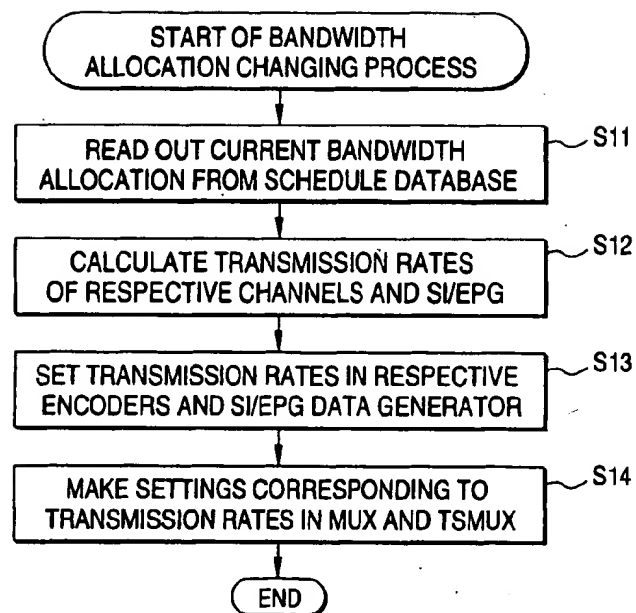 START OF BANDWIDTH
ALLOCATION CHANGING PROCESS
S11
READ OUT CURRENT BANDWIDTH
ALLOCATION FROM SCHEDULE DATABASE
S12
CALCULATE TRANSMISSION RATES
OF RESPECTIVE CHANNELS AND SI/EPG
S13
SET TRANSMISSION RATES IN RESPECTIVE
ENCODERS AND SI/EPG DATA GENERATOR
S14
MAKE SETTINGS CORRESPONDING TO
TRANSMISSION RATES IN MUX AND TSMUX
END